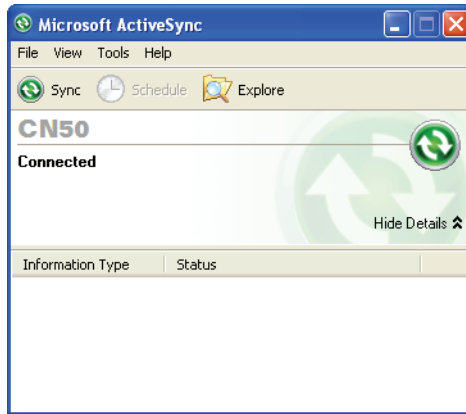 Microsoft ActiveSync
File View Tools Help
Sync Schedule Explore
CN50
Connected
Hide Details
Information Type Status